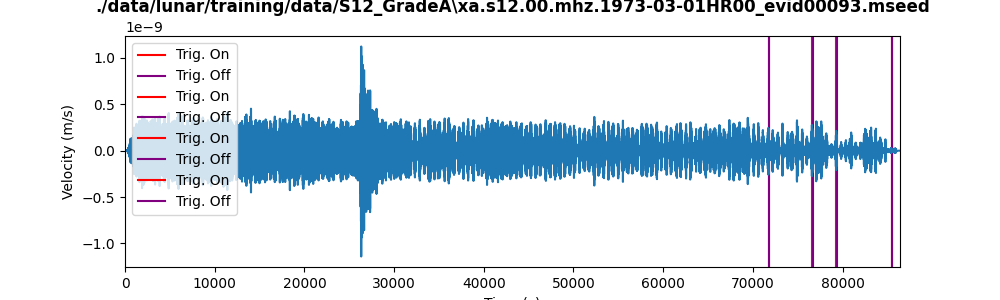 ./data/lunar/training/data/S12_GradeA\xa.s12.00.mhz.1973-03-01HR00_evid00093.mseed
1e−9
1.0
0.5
0.0
−0.5
−1.0
Velocity (m/s)
Trig. On
Trig. Off
Trig. On
Trig. Off
Trig. On
Trig. Off
Trig. On
Trig. Off
0 10000 20000 30000 40000 50000 60000 70000 80000